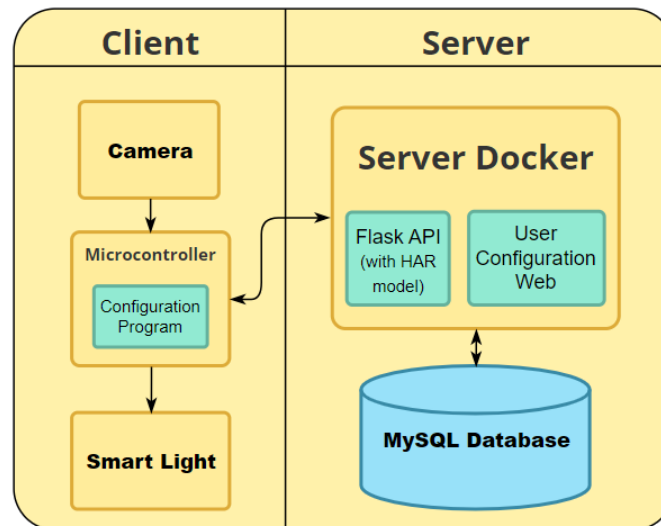 Client
Server
Camera
Microcontroller
Configuration
Program
Smart Light
Server Docker
Flask API
(with HAR
model)
User
Configuration
Web
MySQL Database